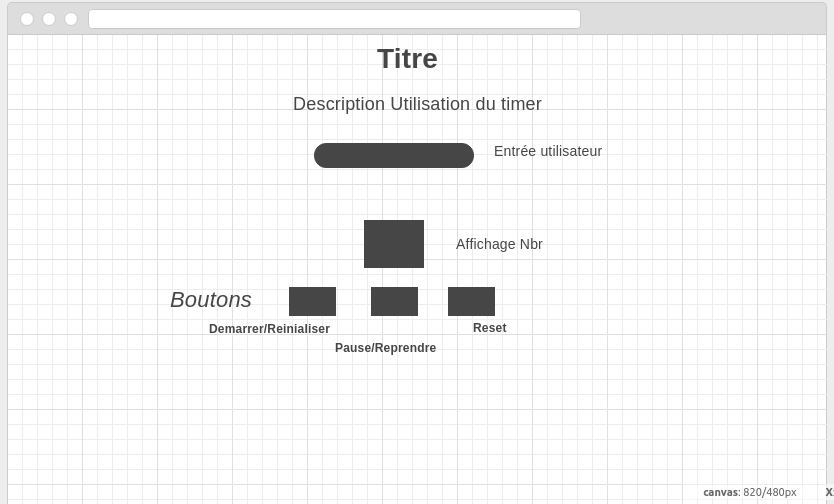 Titre
Description Utilisation du timer
Entrée utilisateur
Affichage Nbr
Boutons
Demarrer/Reinialiser
Reset
Pause/Reprendre
canvas: 820/480px X